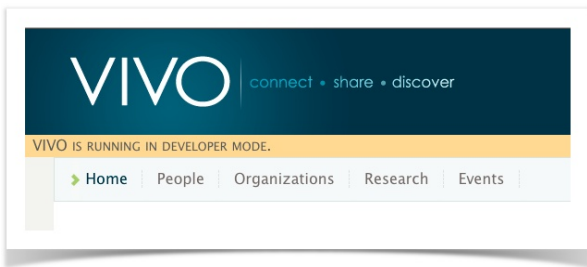 VIVO connect • share • discover
VIVO IS RUNNING IN DEVELOPER MODE.
Home People Organizations Research Events